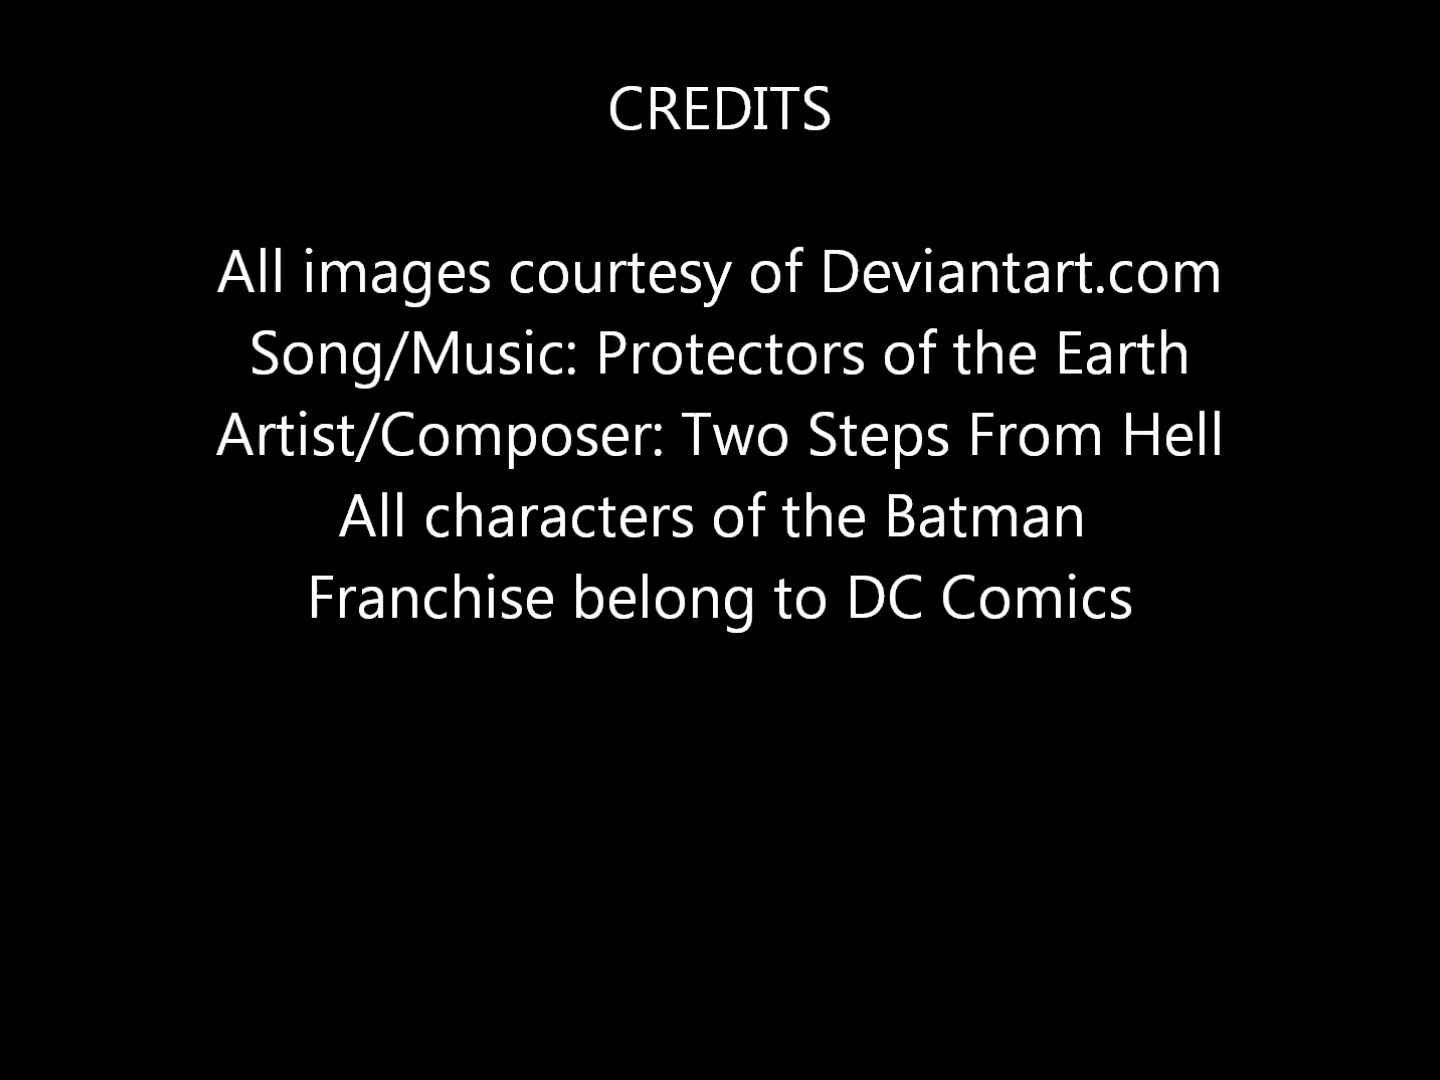 CREDITS
All images courtesy of Deviantart.com
Song/Music: Protectors of the Earth
Artist/Composer: Two Steps From Hell
All characters of the Batman
Franchise belong to DC Comics